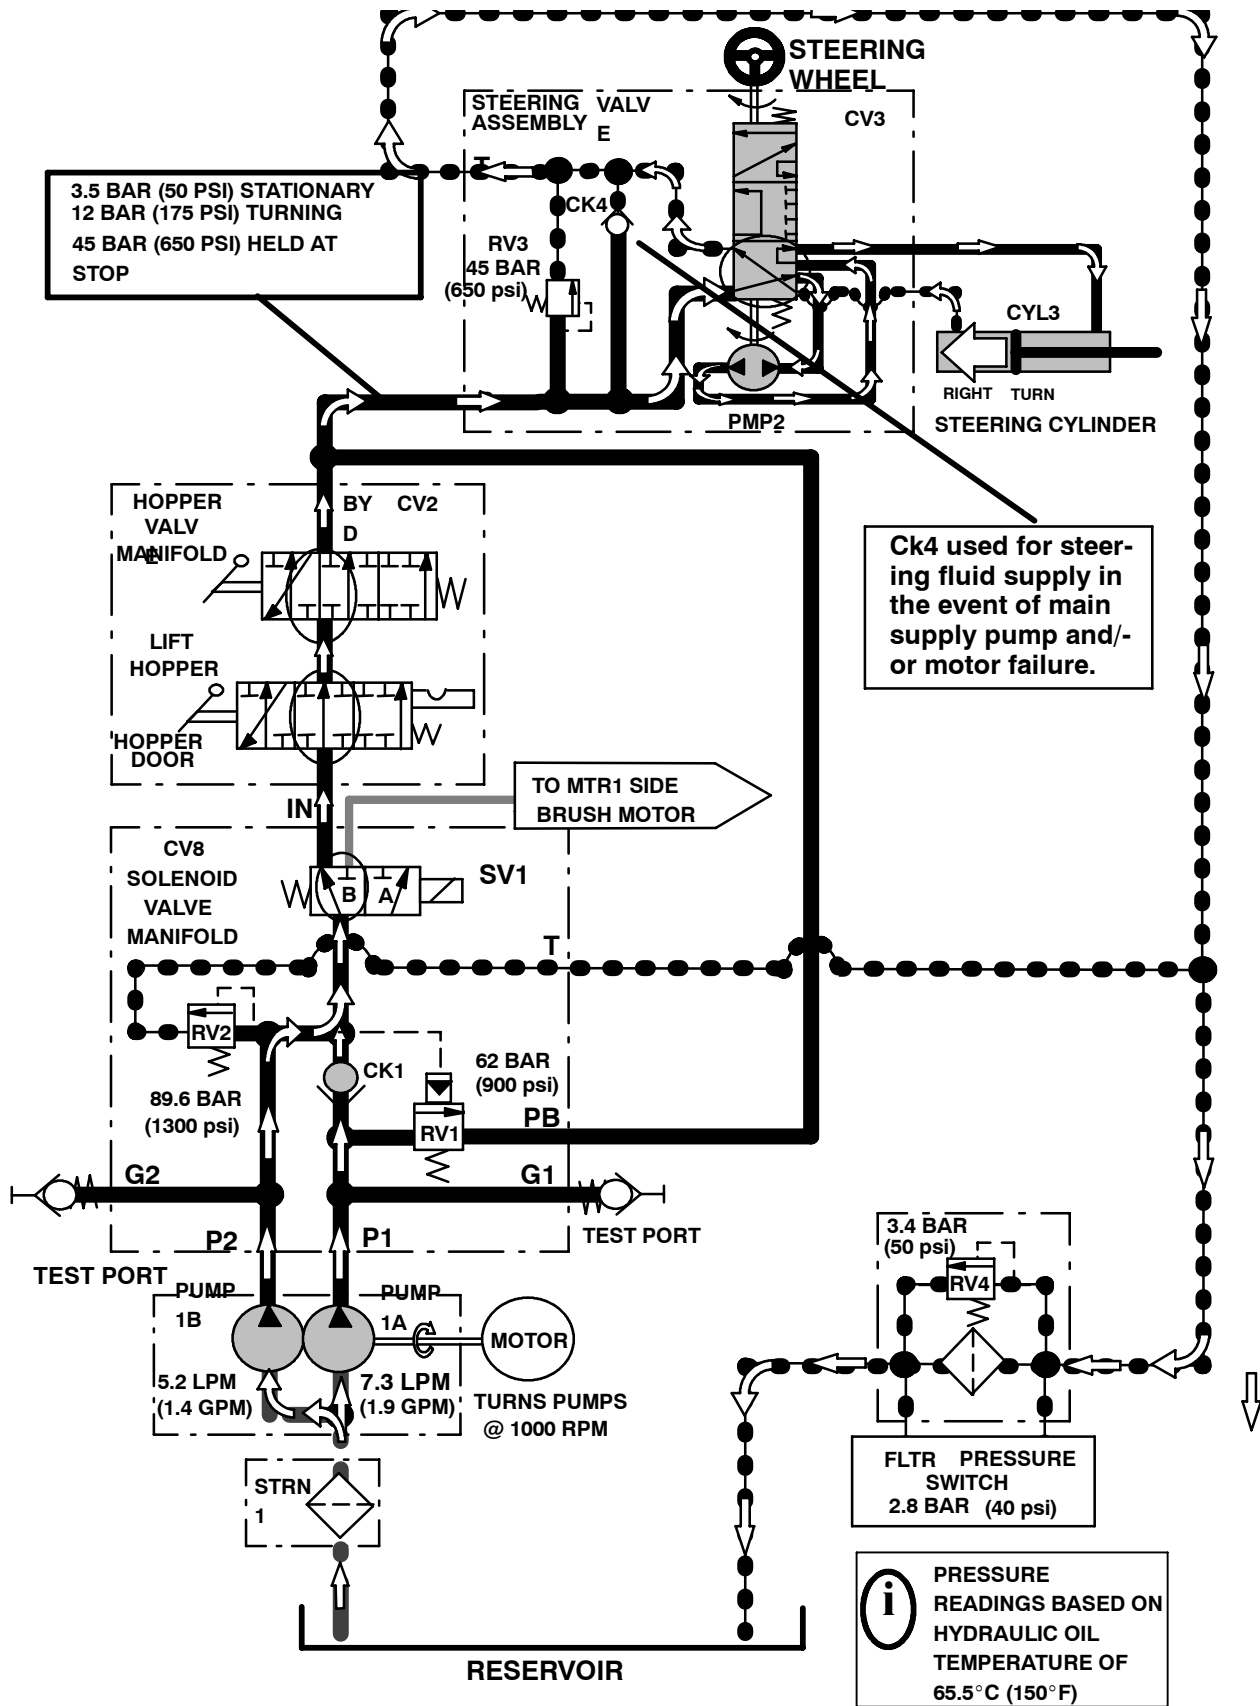 STEERING
WHEEL
STEERING VALV
ASSEMBLY E
CV3
T
3.5 BAR (50 PSI) STATIONARY
12 BAR (175 PSI) TURNING
45 BAR (650 PSI) HELD AT
STOP
CK4
RV3
45 BAR
(650 psi)
CYL3
RIGHT TURN
STEERING CYLINDER
PMP2
HOPPER
VALV
MANIFOLD
E
BY CV2
D
Ck4 used for steer-
ing fluid supply in
the event of main
supply pump and/-
or motor failure.
LIFT
HOPPER
HOPPER
DOOR
IN
TO MTR1 SIDE
BRUSH MOTOR
CV8
SOLENOID
VALVE
MANIFOLD
B A
SV1
T
RV2
CK1
62 BAR
(900 psi)
89.6 BAR
(1300 psi)
RV1
PB
G2
G1
P2
P1
TEST PORT
TEST PORT
PUMP
1B
PUMP
1A
MOTOR
5.2 LPM
(1.4 GPM)
7.3 LPM
(1.9 GPM)
TURNS PUMPS
@ 1000 RPM
3.4 BAR
(50 psi)
RV4
FLTR PRESSURE
SWITCH
2.8 BAR (40 psi)
STRN
1
RESERVOIR
i
PRESSURE
READINGS BASED ON
HYDRAULIC OIL
TEMPERATURE OF
65.5°C (150°F)